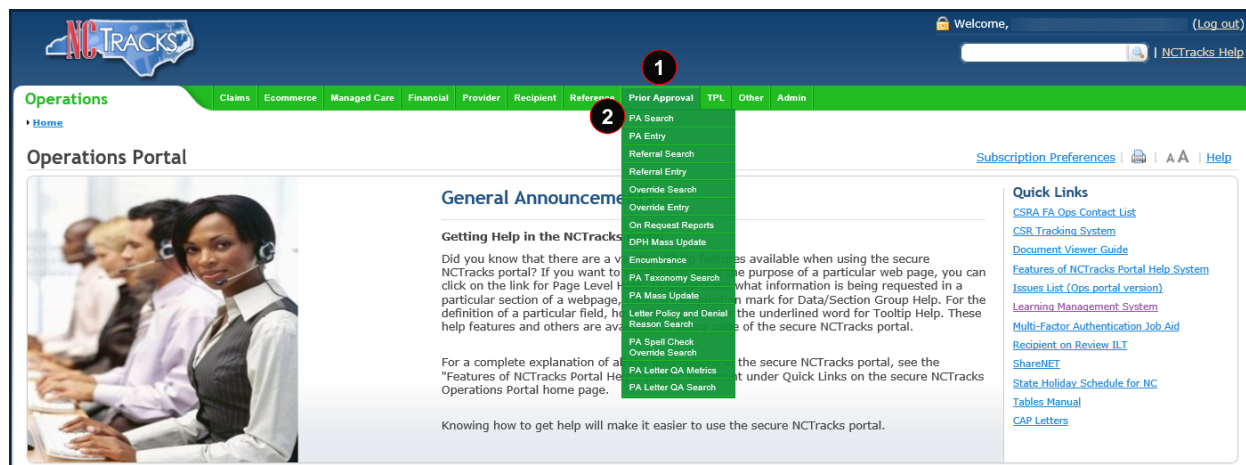 NCTRACKS
Welcome, (Log out)
NCTracks Help
1
Operations
Claims Ecommerce Managed Care Financial Provider Recipient Reference Prior Approval TPL Other Admin
2
Home
PA Search
PA Entry
Referral Search
Referral Entry
Override Search
Override Entry
On Request Reports
DPH Mass Update
Encumbrance
PA Taxonomy Search
PA Mass Update
Letter Policy and Denial
Reason Search
PA Spell Check
Override Search
PA Letter QA Metrics
PA Letter QA Search
Operations Portal
Subscription Preferences | | A A | Help
General Announcem
Getting Help in the NCTracks
Did you know that there are a v features available when using the secure
NCTracks portal? If you want to the purpose of a particular web page, you can
click on the link for Page Level H what information is being requested in a
particular section of a webpage, n mark for Data/Section Group Help. For the
definition of a particular field, ho the underlined word for Tooltip Help. These
help features and others are ava of the secure NCTracks portal.
For a complete explanation of a in the secure NCTracks portal, see the
"Features of NCTracks Portal He nt under Quick Links on the secure NCTracks
Operations Portal home page.
Knowing how to get help will make it easier to use the secure NCTracks portal.
Quick Links
CSRA FA Ops Contact List
CSR Tracking System
Document Viewer Guide
Features of NCTracks Portal Help System
Issues List (Ops portal version)
Learning Management System
Multi-Factor Authentication Job Aid
Recipient on Review ILT
ShareNET
State Holiday Schedule for NC
Tables Manual
CAP Letters